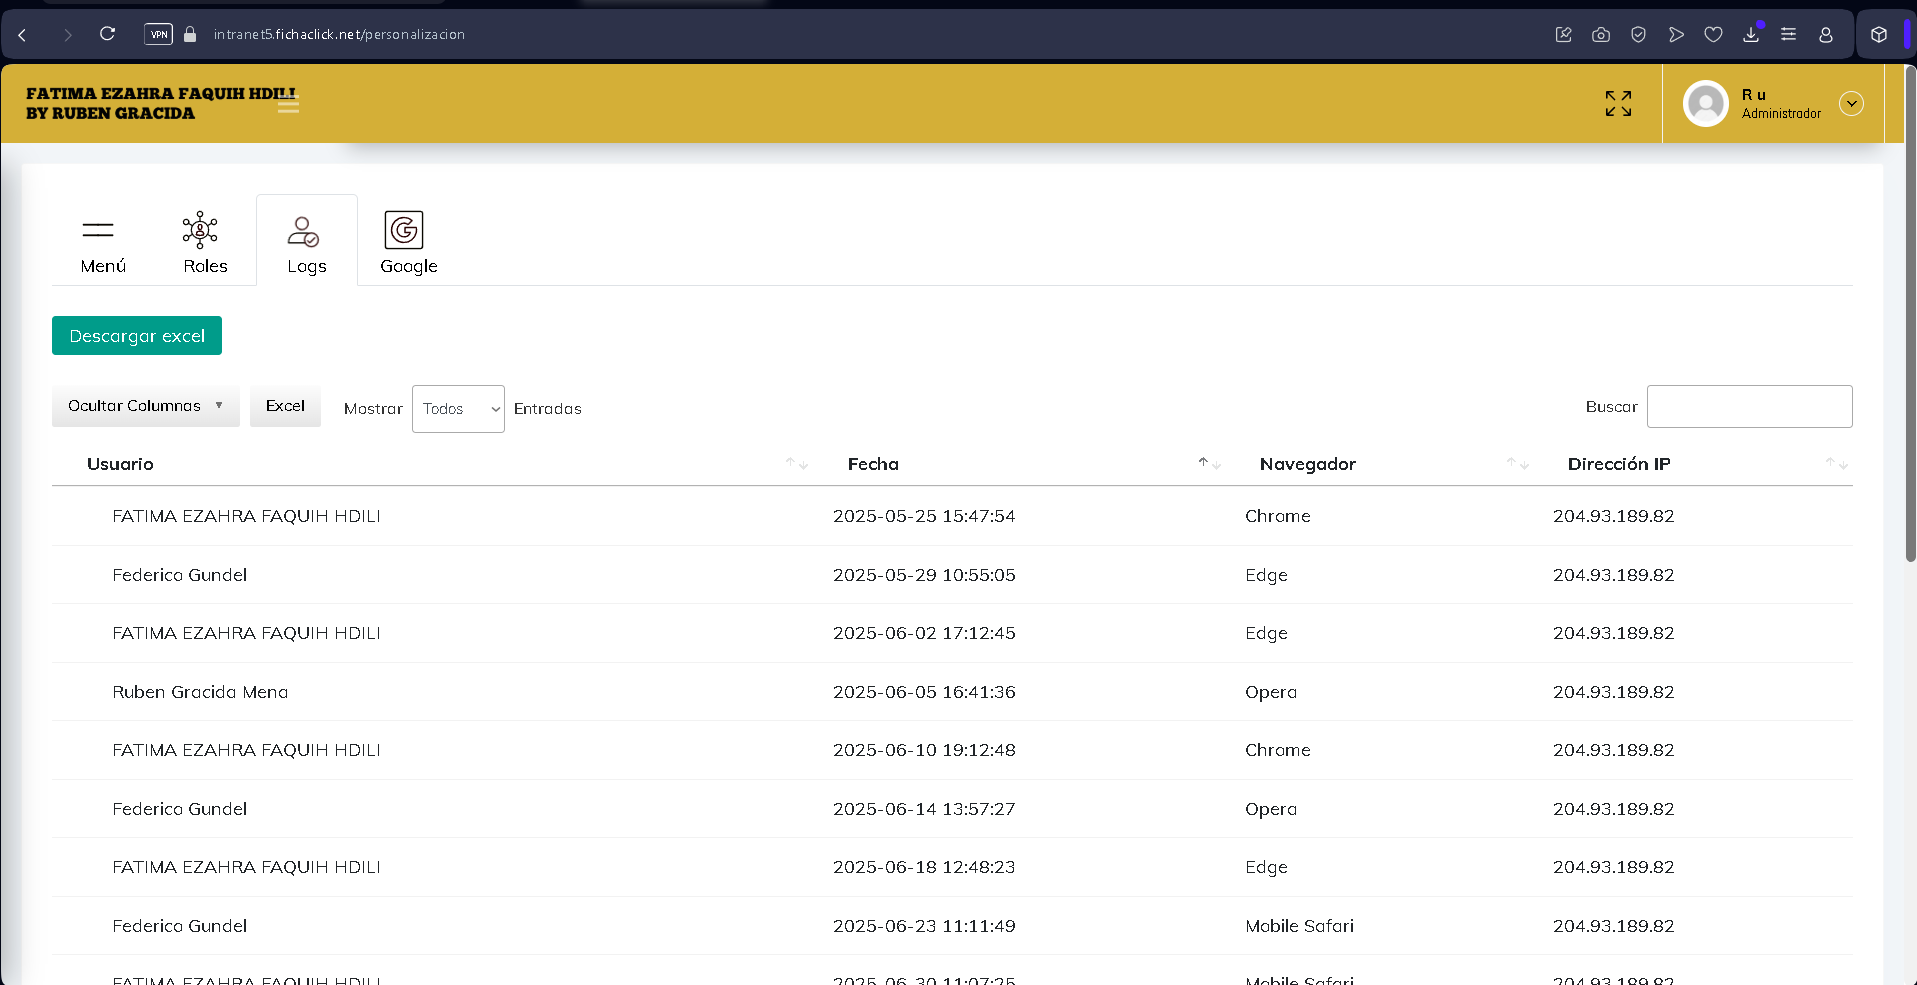 VPN
intranet5.fichaclick.net/personalizacion
FATIMA EZAHRA FAQUIH HDILI
BY RUBEN GRACIDA
R u
Administrador
Menú
Roles
Logs
Google
Descargar excel
Ocultar Columnas
Excel
Mostrar Todos Entradas
Buscar
Usuario Fecha Navegador Dirección IP
FATIMA EZAHRA FAQUIH HDILI 2025-05-25 15:47:54 Chrome 204.93.189.82
Federico Gundel 2025-05-29 10:55:05 Edge 204.93.189.82
FATIMA EZAHRA FAQUIH HDILI 2025-06-02 17:12:45 Edge 204.93.189.82
Ruben Gracida Mena 2025-06-05 16:41:36 Opera 204.93.189.82
FATIMA EZAHRA FAQUIH HDILI 2025-06-10 19:12:48 Chrome 204.93.189.82
Federico Gundel 2025-06-14 13:57:27 Opera 204.93.189.82
FATIMA EZAHRA FAQUIH HDILI 2025-06-18 12:48:23 Edge 204.93.189.82
Federico Gundel 2025-06-23 11:11:49 Mobile Safari 204.93.189.82
FATIMA EZAHRA FAQUIH HDILI 2025-06-30 11:07:25 Mobile Safari 204.93.189.82